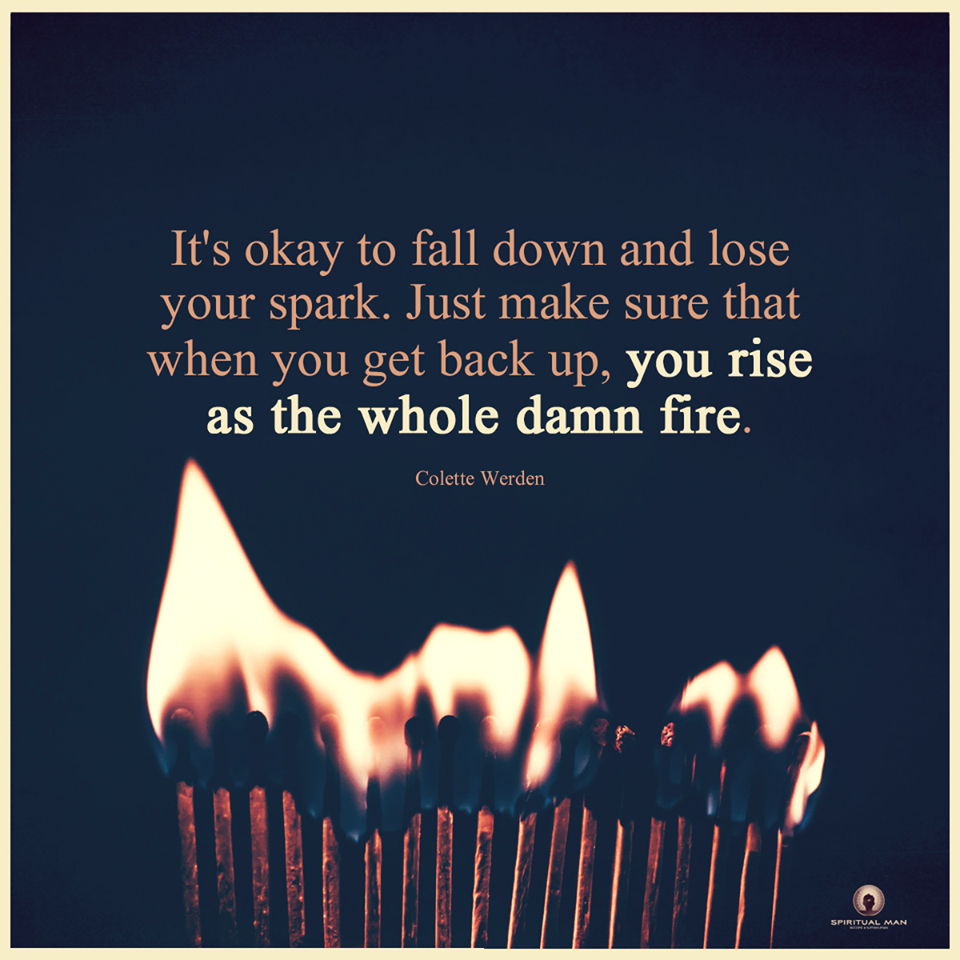 It's okay to fall down and lose
your spark. Just make sure that
when you get back up, you rise
as the whole damn fire.
Colette Werden
SPIRITUAL MAN